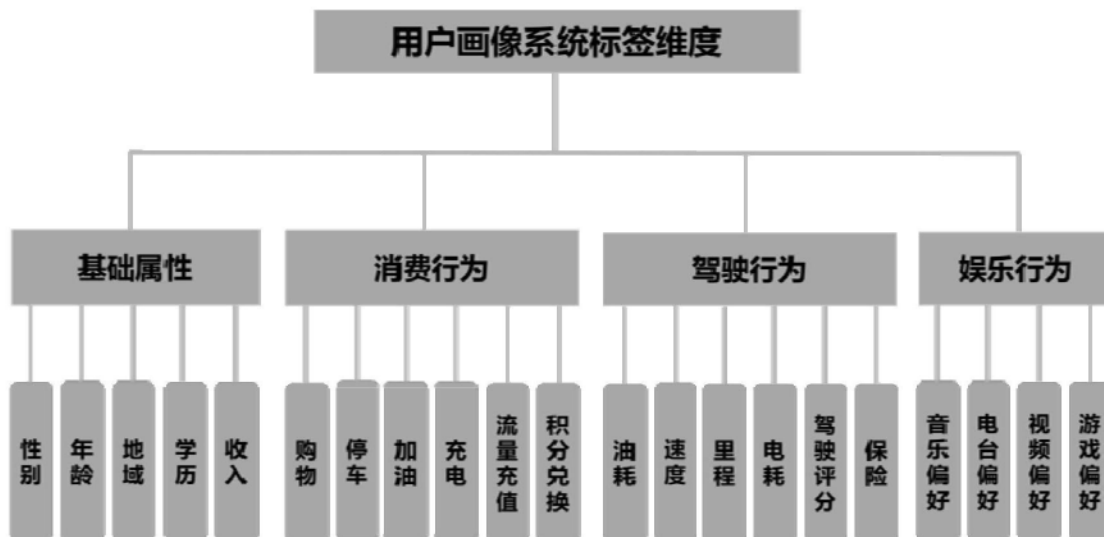 用户画像系统标签维度
基础属性
消费行为
驾驶行为
娱乐行为
性别
年龄
地域
学历
收入
购物
停车
加油
充电
流量充值
积分兑换
油耗
速度
里程
电耗
驾驶评分
保险
音乐偏好
电台偏好
视频偏好
游戏偏好